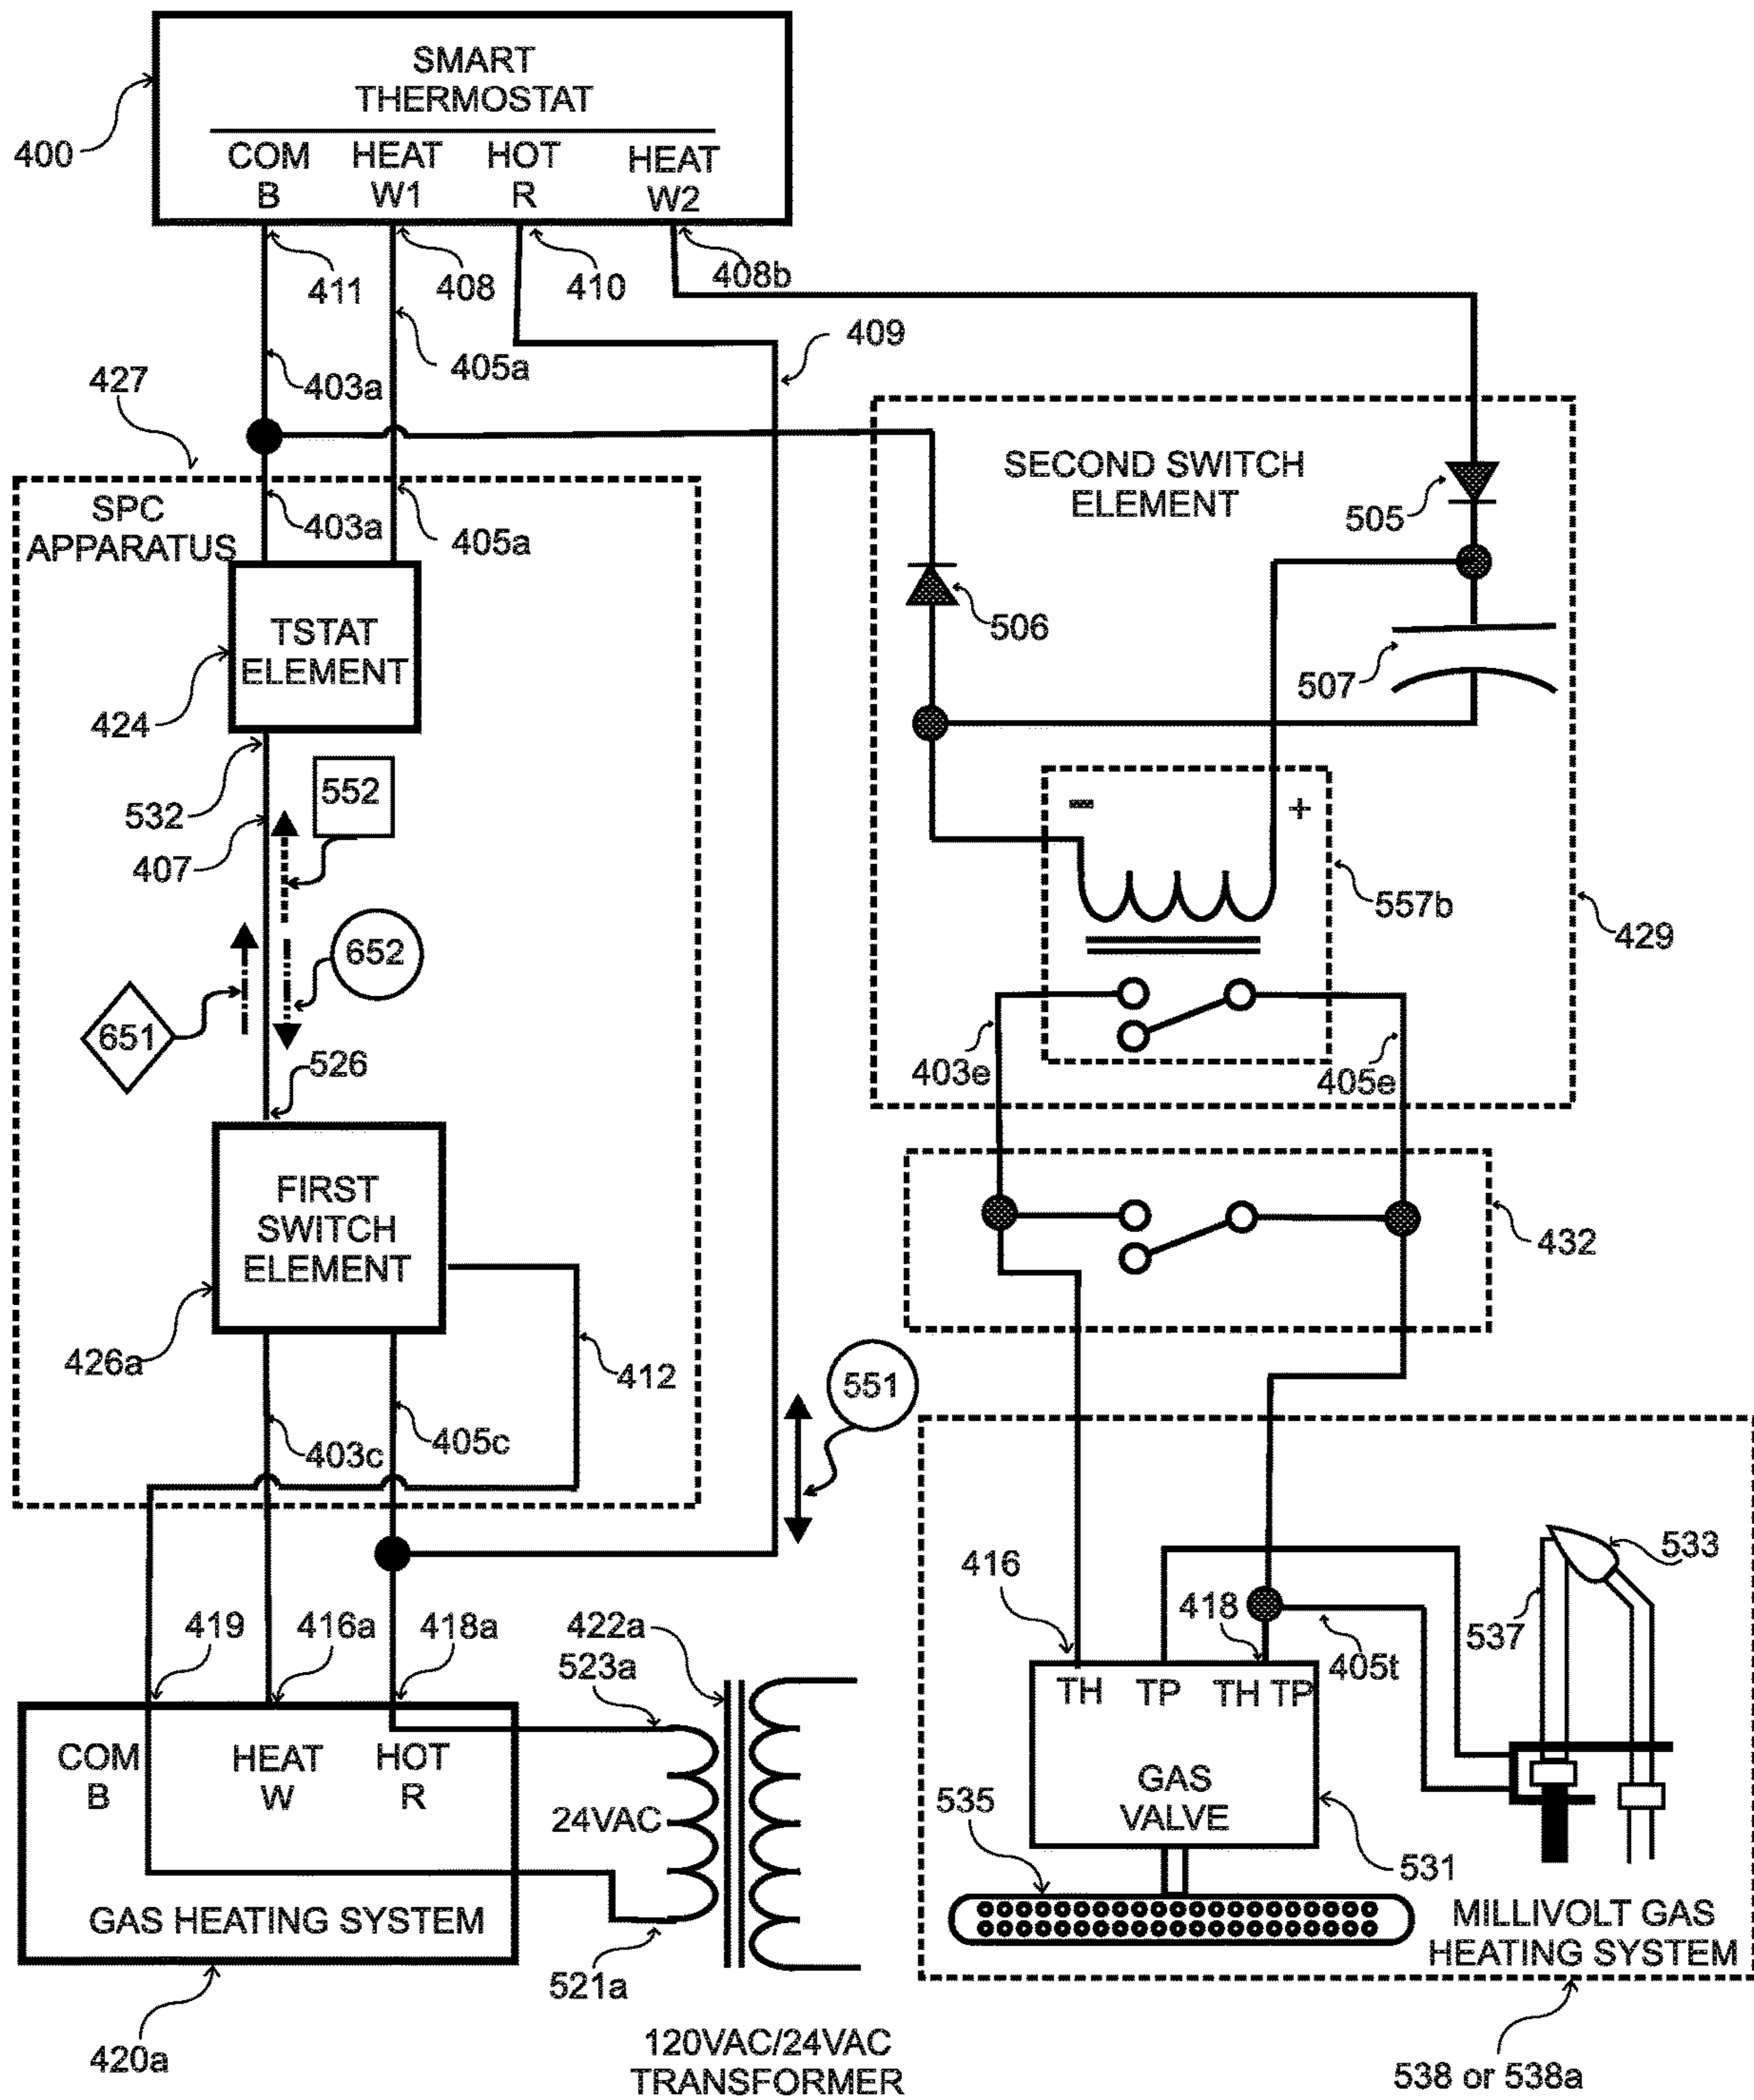 SMART
THERMOSTAT
COM
B
HEAT
W1
HOT
R
HEAT
W2
400
411
408
410
408b
403a
405a
409
427
SPC
APPARATUS
403a
405a
SECOND SWITCH
ELEMENT
505
506
507
TSTAT
ELEMENT
424
532
552
407
652
651
526
-
+
557b
429
403e
405e
FIRST
SWITCH
ELEMENT
432
426a
412
551
403c
405c
419
416a
418a
422a
523a
416
418
405t
537
533
COM
B
HEAT
W
HOT
R
24VAC
GAS HEATING SYSTEM
521a
420a
120VAC/24VAC
TRANSFORMER
TH
TP
TH TP
GAS
VALVE
535
531
MILLIVOLT GAS
HEATING SYSTEM
538 or 538a